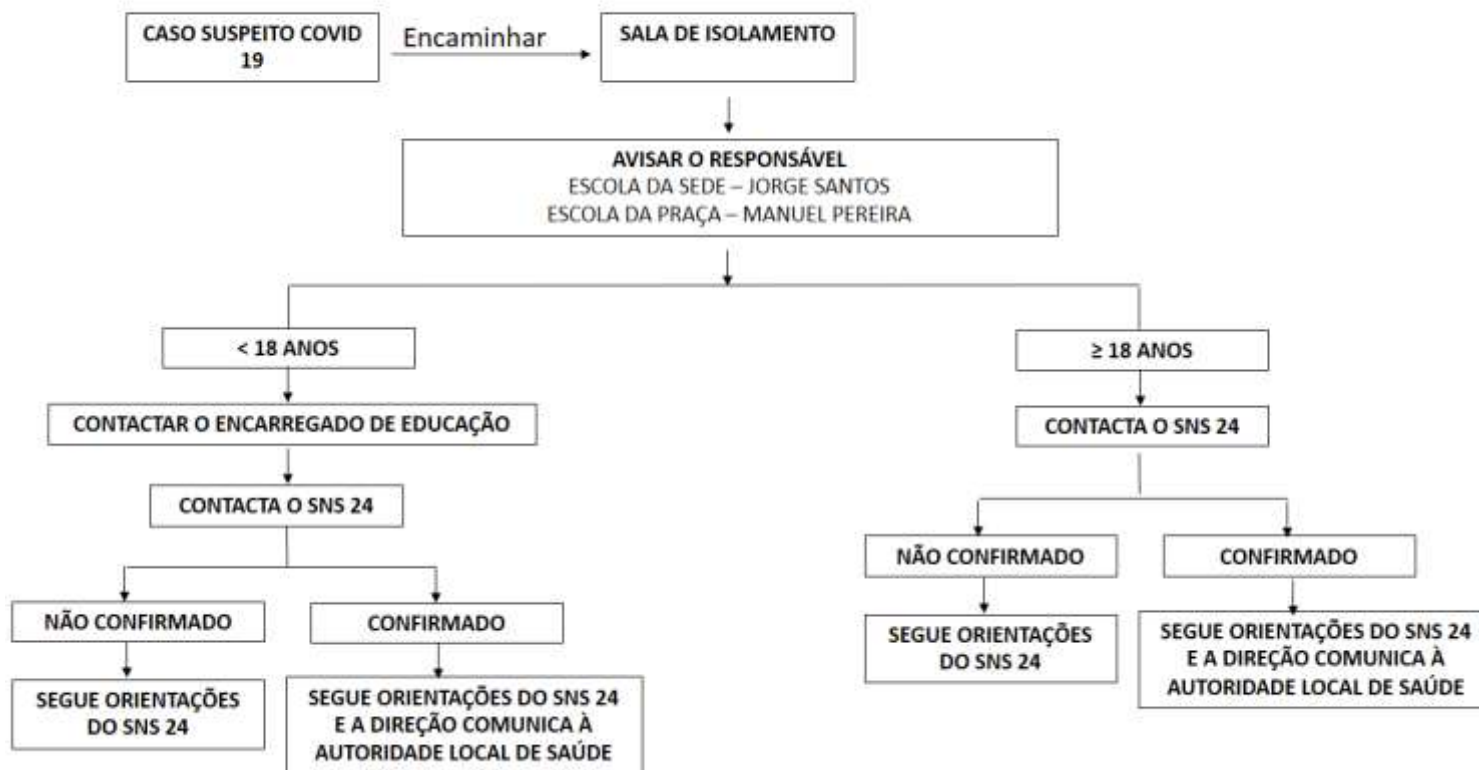 CASO SUSPEITO COVID
19
Encaminhar
SALA DE ISOLAMENTO
AVISAR O RESPONSÁVEL
ESCOLA DA SEDE – JORGE SANTOS
ESCOLA DA PRAÇA – MANUEL PEREIRA
< 18 ANOS
CONTACTAR O ENCARREGADO DE EDUCAÇÃO
CONTACTA O SNS 24
NÃO CONFIRMADO
SEGUE ORIENTAÇÕES
DO SNS 24
CONFIRMADO
SEGUE ORIENTAÇÕES DO SNS 24
E A DIREÇÃO COMUNICA À
AUTORIDADE LOCAL DE SAÚDE
≥ 18 ANOS
CONTACTA O SNS 24
NÃO CONFIRMADO
SEGUE ORIENTAÇÕES
DO SNS 24
CONFIRMADO
SEGUE ORIENTAÇÕES DO SNS 24
E A DIREÇÃO COMUNICA À
AUTORIDADE LOCAL DE SAÚDE